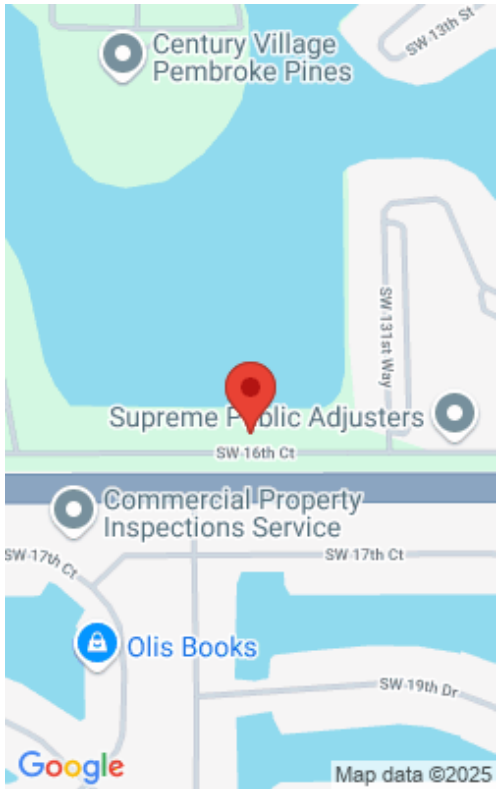 Century Village
Pembroke Pines
SW 13th St
SW 131st Way
Supreme Public Adjusters
SW 16th Ct
Commercial Property
Inspections Service
SW 17th Ct
SW 17th Ct
Olis Books
SW 19th Dr
Google
Map data ©2025